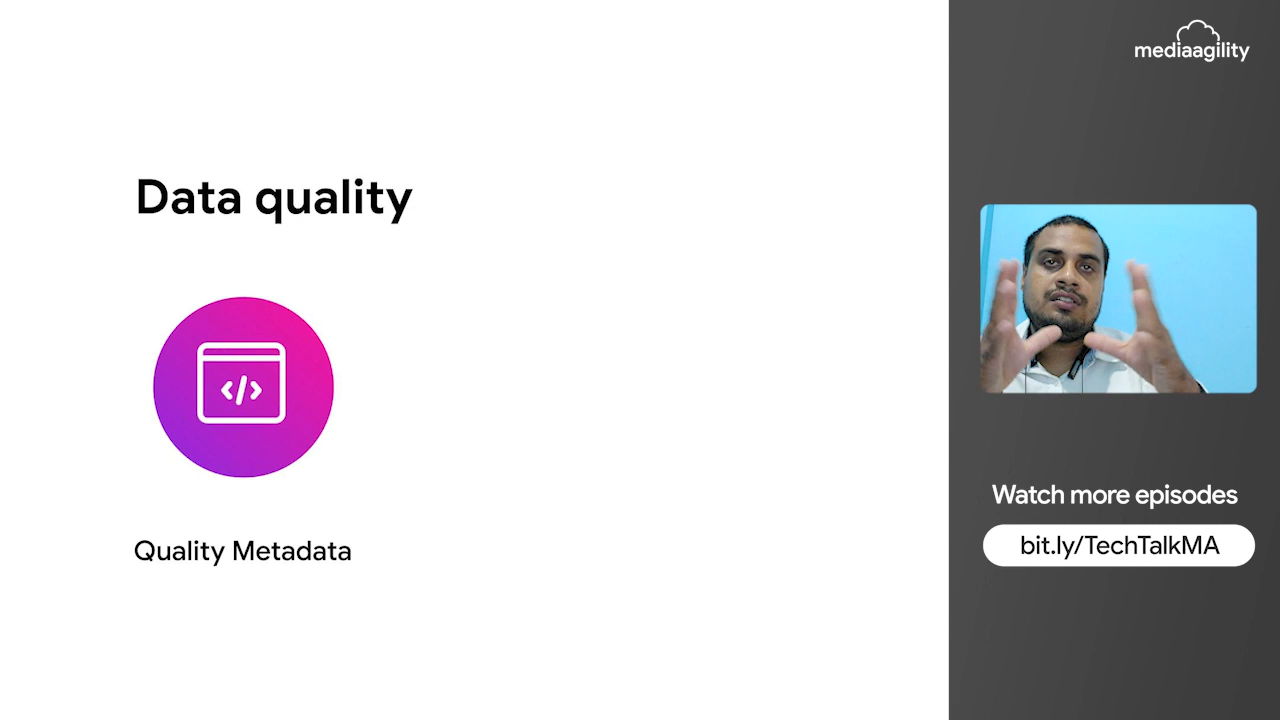 Data quality
</>
Quality Metadata
mediaagility
Watch more episodes
bit.ly/TechTalkMA